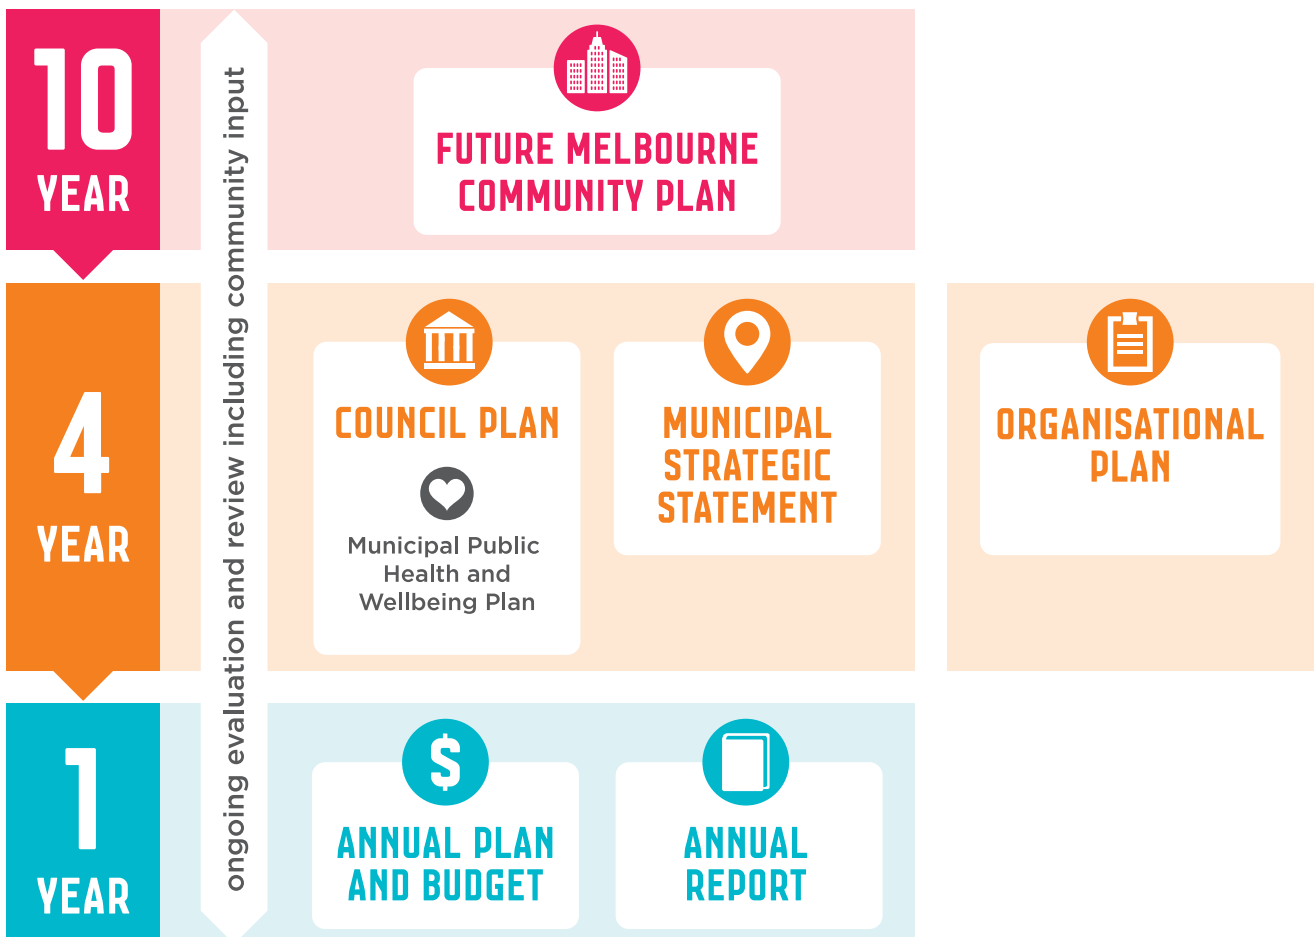 10
YEAR
ongoing evaluation and review including community input
FUTURE MELBOURNE
COMMUNITY PLAN
4
YEAR
COUNCIL PLAN
Municipal Public
Health and
Wellbeing Plan
MUNICIPAL
STRATEGIC
STATEMENT
ORGANISATIONAL
PLAN
1
YEAR
$
ANNUAL PLAN
AND BUDGET
ANNUAL
REPORT